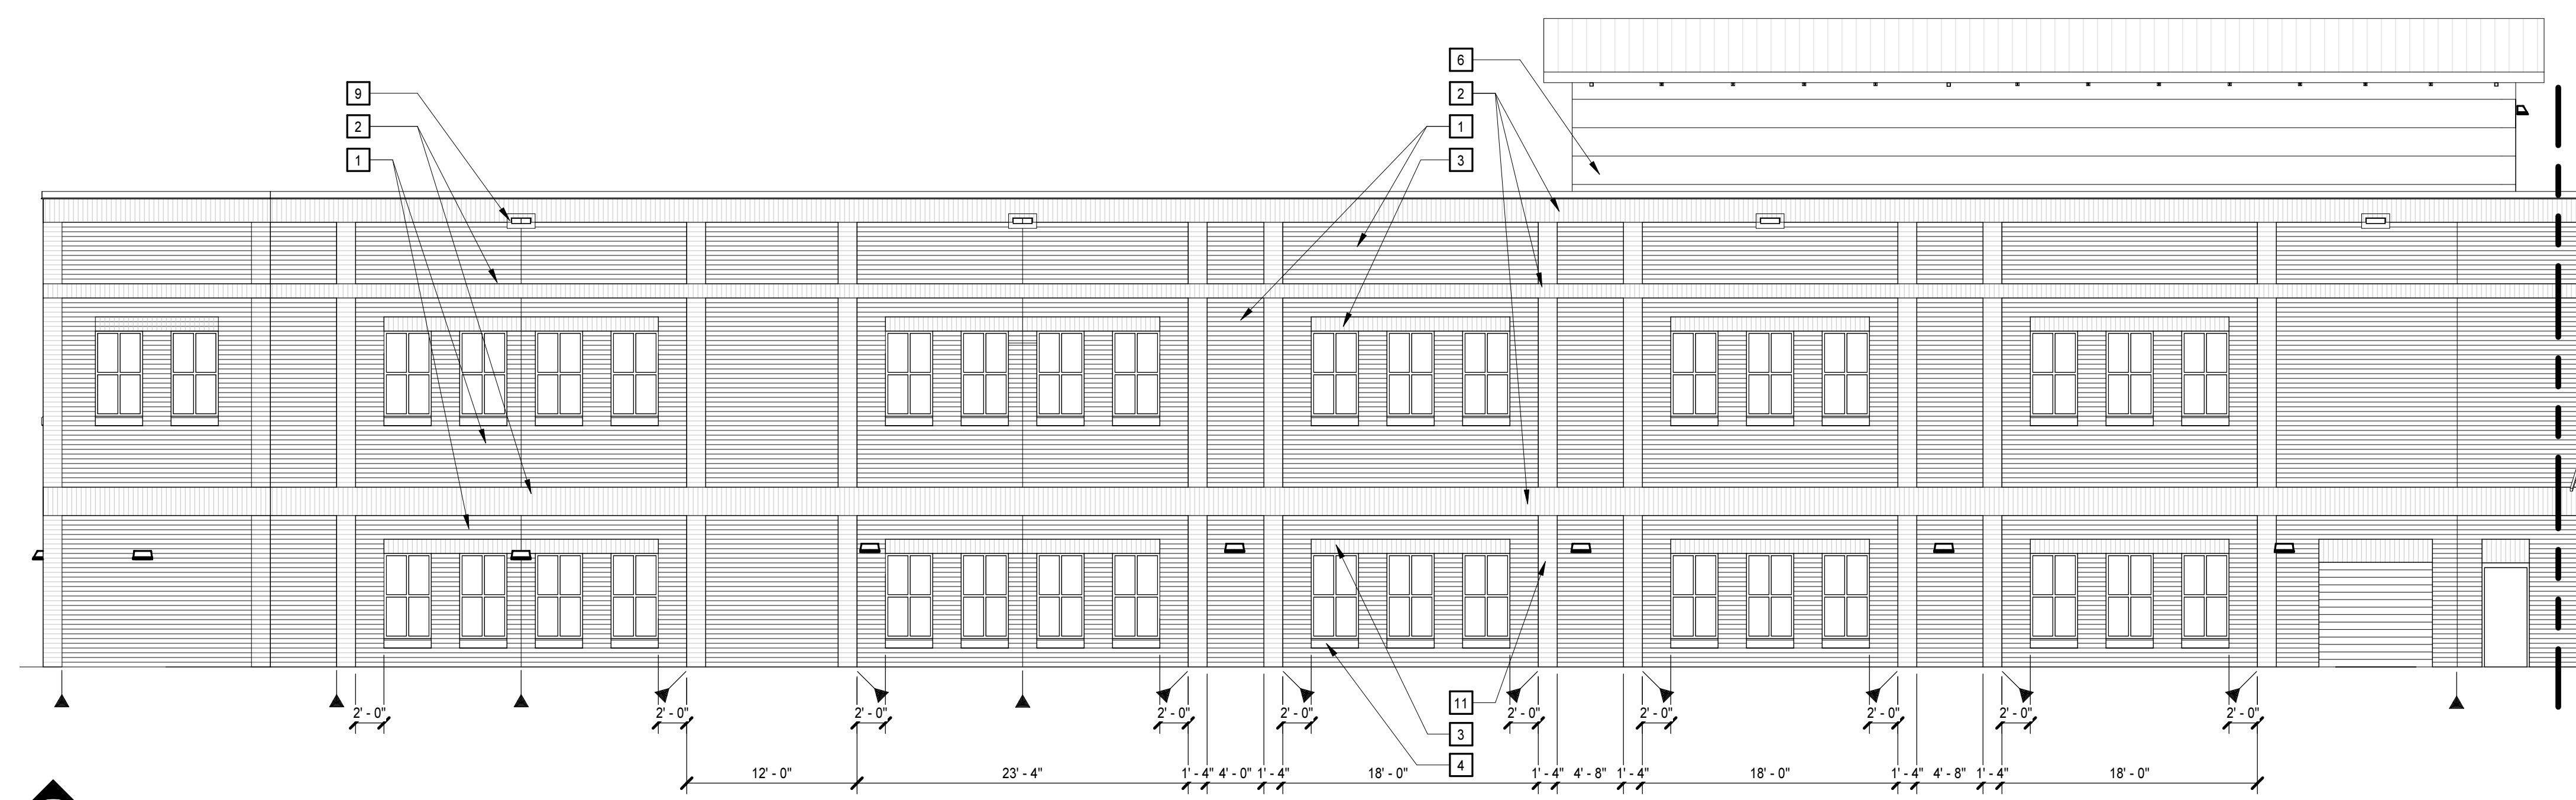 9
2
1
6
2
1
3
11
3
4
2' - 0"
2' - 0"
2' - 0"
2' - 0"
2' - 0"
2' - 0"
2' - 0"
2' - 0"
2' - 0"
2' - 0"
12' - 0"
23' - 4"
1' - 4"
4' - 0"
1' - 4"
18' - 0"
1' - 4"
4' - 8"
1' - 4"
18' - 0"
1' - 4"
4' - 8"
1' - 4"
18' - 0"